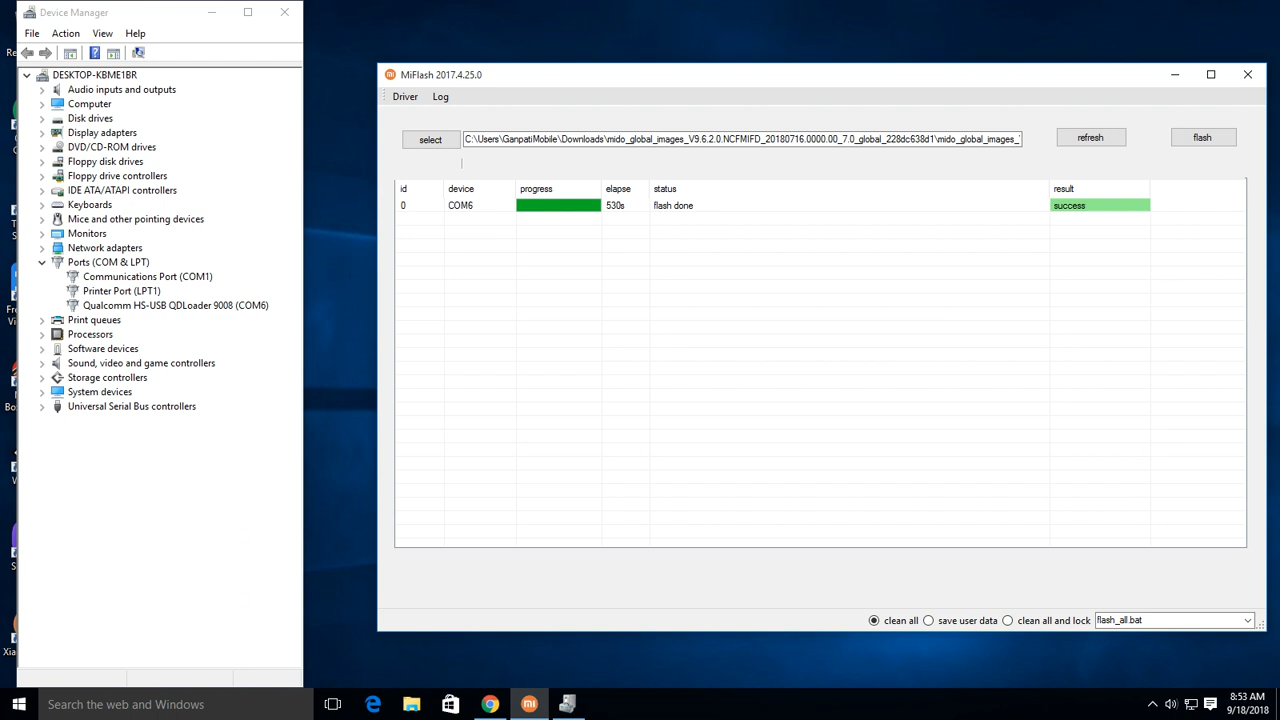 Device Manager
File Action View Help
DESKTOP-KBME1BR
Audio inputs and outputs
Computer
Disk drives
Display adapters
DVD/CD-ROM drives
Floppy disk drives
Floppy drive controllers
IDE ATA/ATAPI controllers
Keyboards
Mice and other pointing devices
Monitors
Network adapters
Ports (COM & LPT)
Communications Port (COM1)
Printer Port (LPT1)
Qualcomm HS-USB QDLoader 9008 (COM6)
Print queues
Processors
Software devices
Sound, video and game controllers
Storage controllers
System devices
Universal Serial Bus controllers
MiFlash 2017.4.25.0
Driver Log
select C:\Users\GanpatiMobile\Downloads\mido_global_images_V9.6.2.0.NCFMIFD_20180716.0000.00_7.0_global_228dc638d1\mido_global_images_ refresh flash
id device progress elapse status result
0 COM6 530s flash done success
clean all save user data clean all and lock flash_all.bat
Search the web and Windows
8:53 AM
9/18/2018